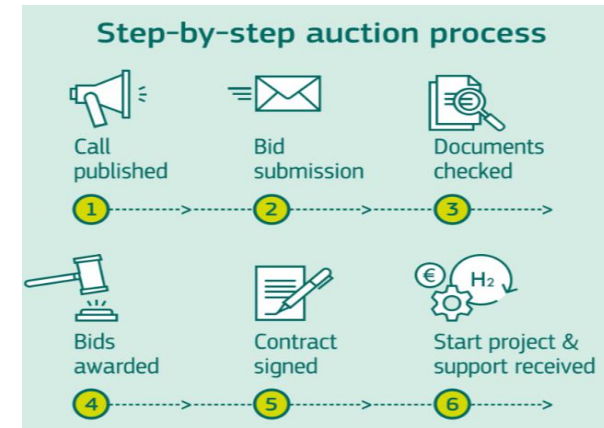 Step-by-step auction process
Call
published
Bid
submission
Documents
checked
1
2
3
€
H₂
Bids
awarded
Contract
signed
Start project &
support received
4
5
6